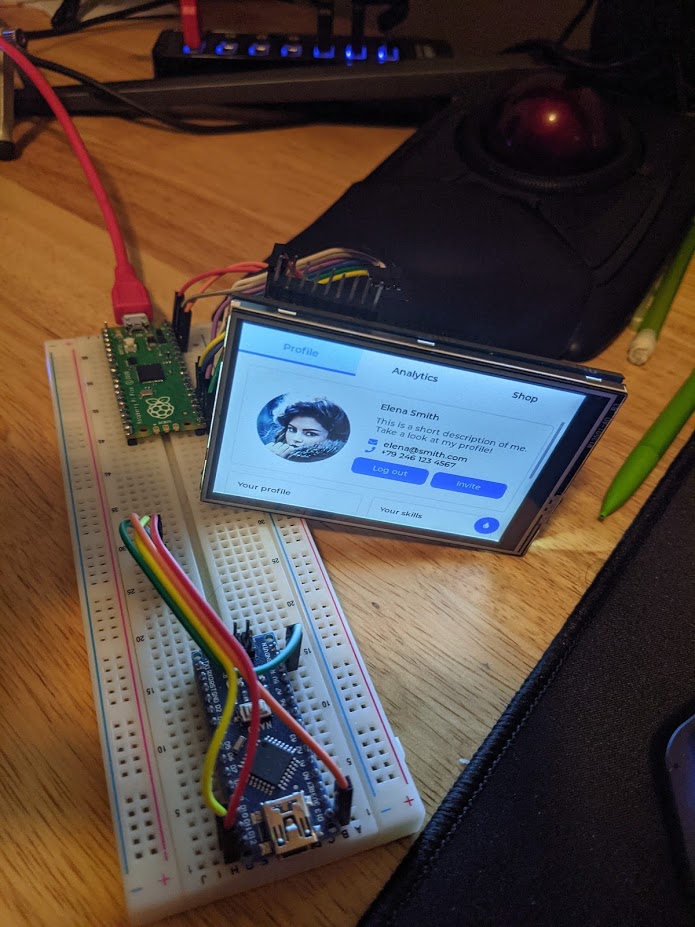 Profile
Analytics
Shop
Elena Smith
This is a short description of me.
Take a look at my profile!
elena@smith.com
+79 246 123 4567
Log out
Invite
Your profile
Your skills